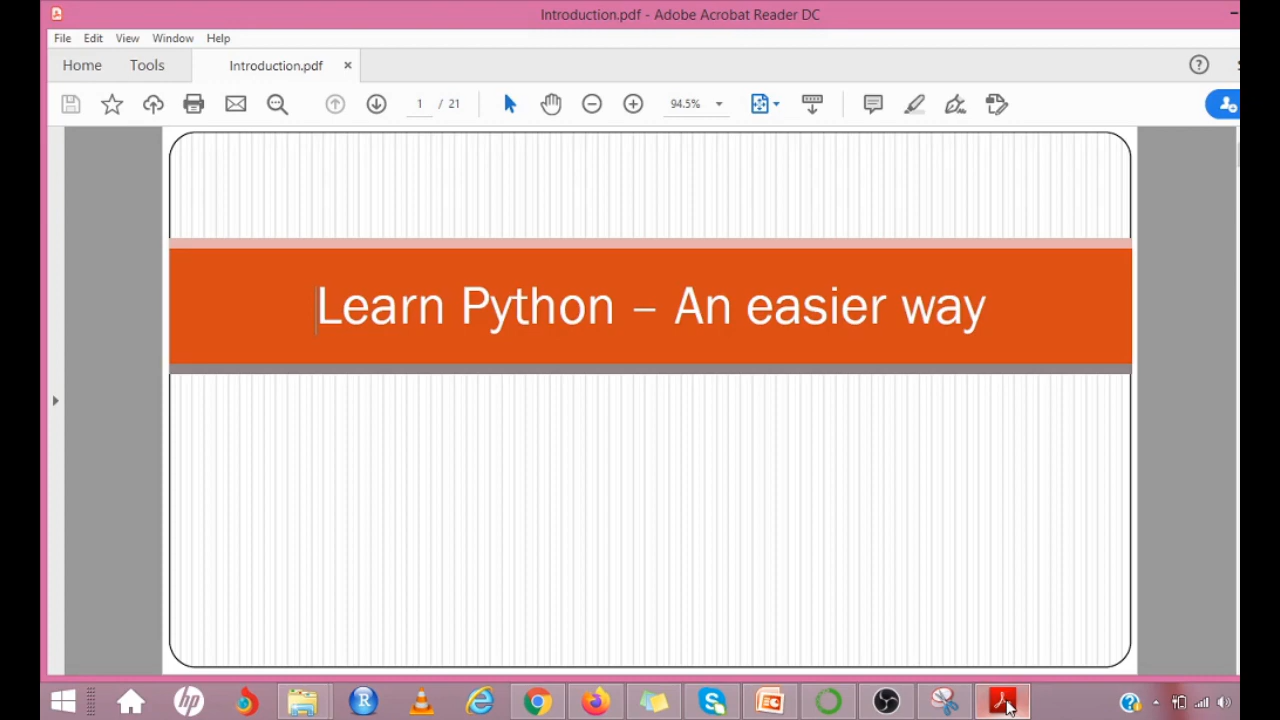 Introduction.pdf - Adobe Acrobat Reader DC
File Edit View Window Help
Home Tools Introduction.pdf ×
1 / 21 94.5%
Learn Python – An easier way
hp R